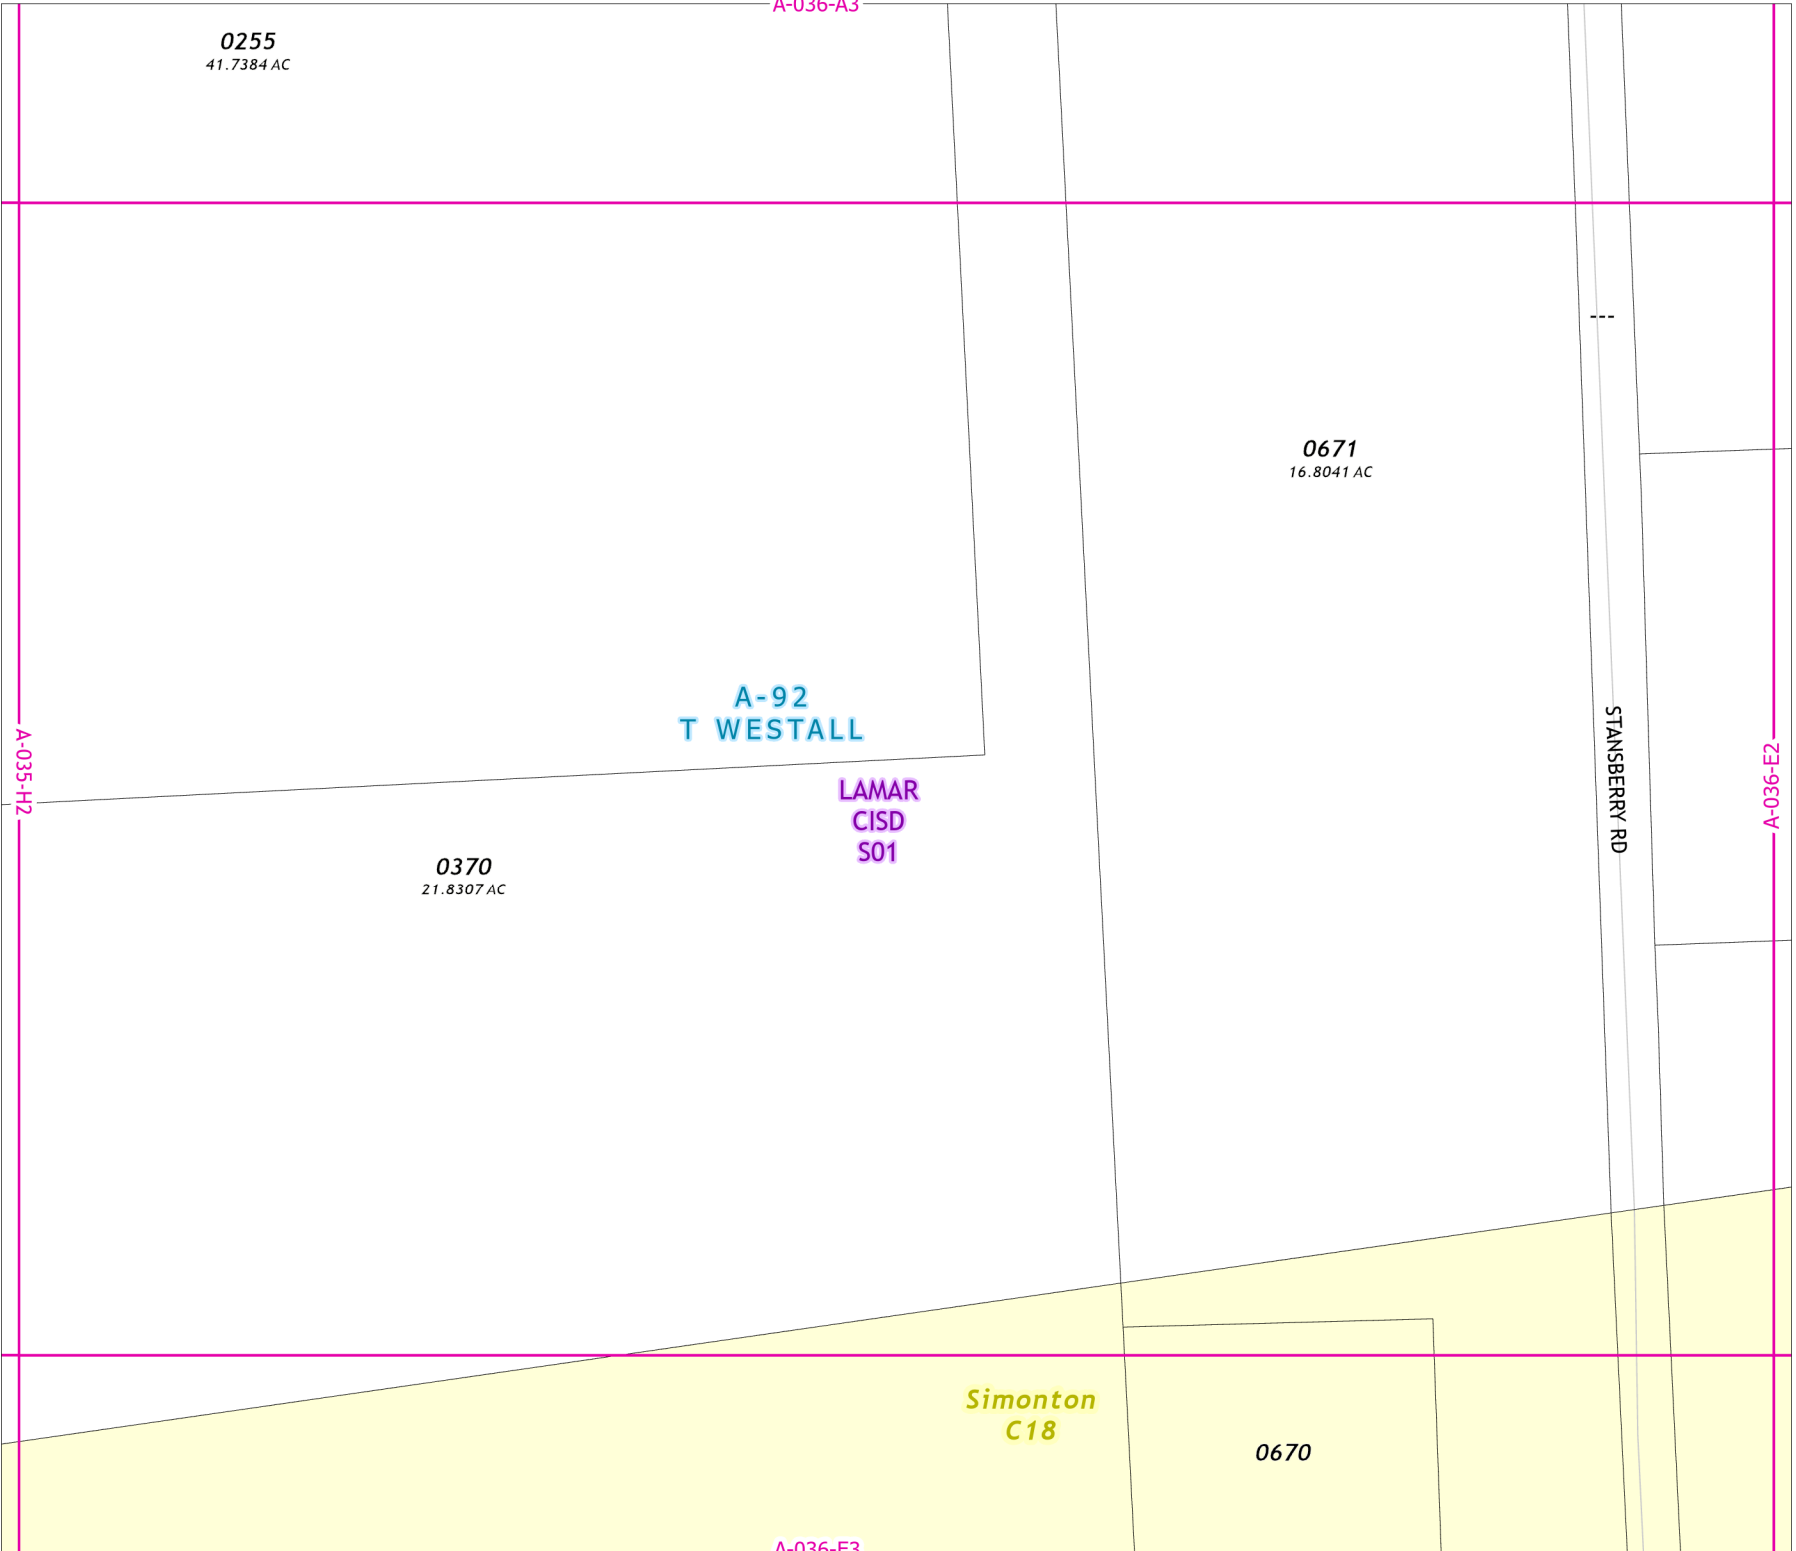 A-036-A3
0255
41.7384 AC
---
0671
16.8041 AC
A-92
T WESTALL
STANSBERRY RD
A-035-H2
A-036-E2
LAMAR
CISD
S01
0370
21.8307 AC
Simonton
C18
0670
A-036-E3